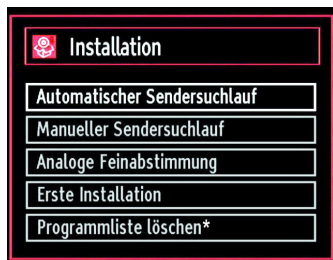 Installation
Automatischer Sendersuchlauf
Manueller Sendersuchlauf
Analoge Feinabstimmung
Erste Installation
Programmliste löschen*